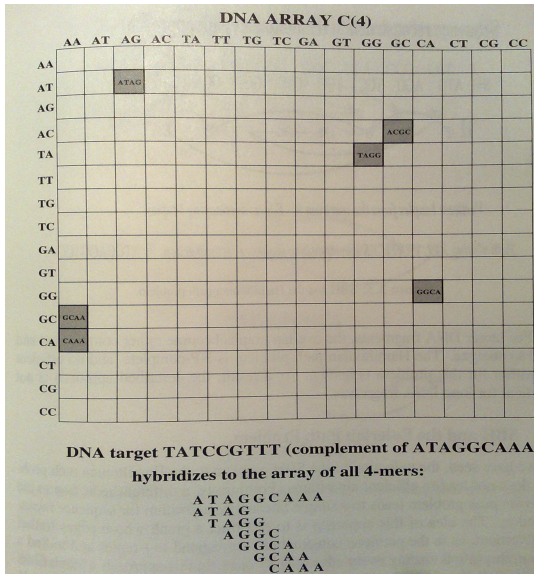 DNA ARRAY C(4)
AA AT AG AC TA TT TG TC GA GT GG GC CA CT CG CC
AA
AT ATAG
AG
AC ACGC
TA TAGG
TT
TG
TC
GA
GT
GG GGCA
GC GCAA
CA CAAA
CT
CG
CC
DNA target TATCCGTTT (complement of ATAGGCAAA
hybridizes to the array of all 4-mers:
A T A G G C A A A
A T A G
T A G G
A G G C
G G C A
G C A A
C A A A